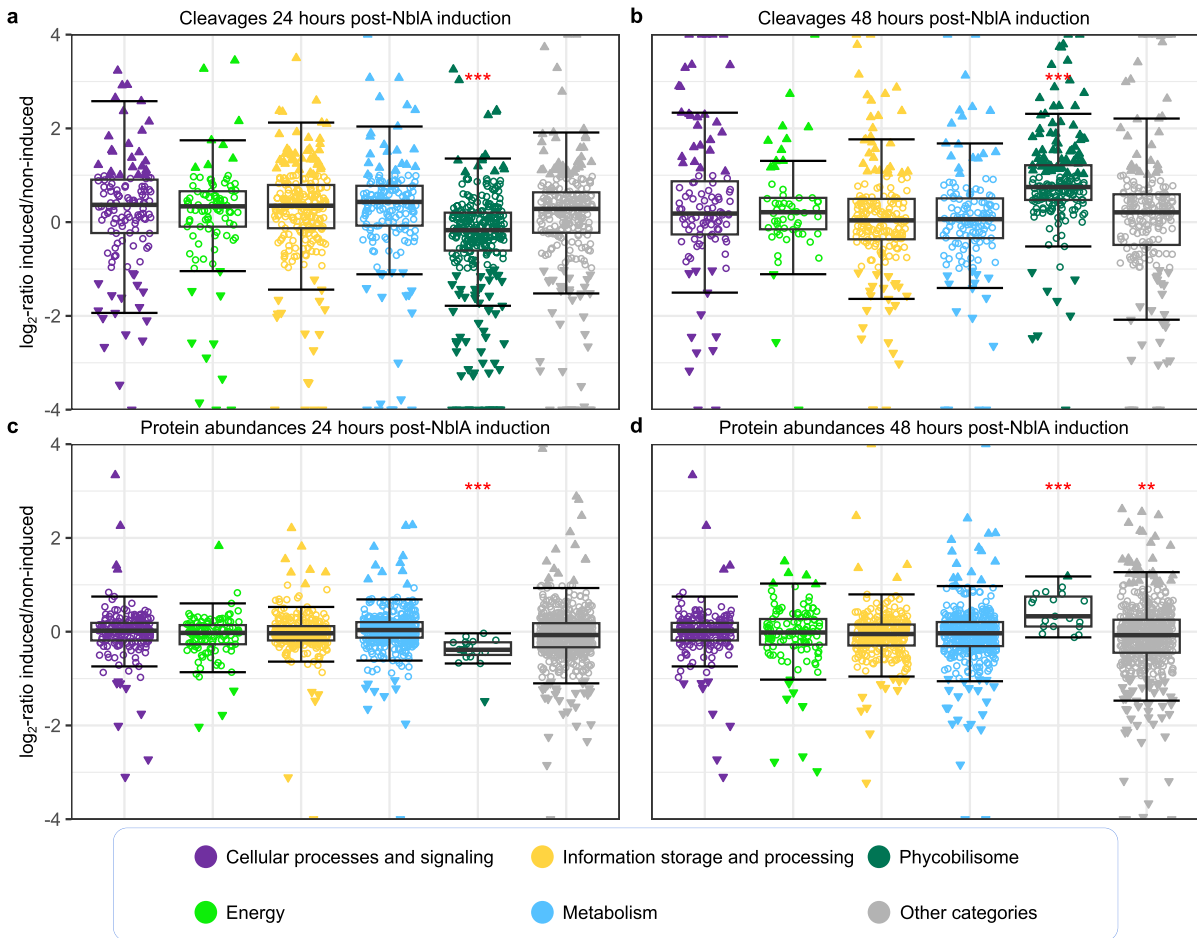 a Cleavages 24 hours post-NblA induction
b Cleavages 48 hours post-NblA induction
log2-ratio induced/non-induced
4
2
0
-2
-4
***
***
c Protein abundances 24 hours post-NblA induction
d Protein abundances 48 hours post-NblA induction
log2-ratio induced/non-induced
4
2
0
-2
-4
***
***
**
Cellular processes and signaling
Information storage and processing
Phycobilisome
Energy
Metabolism
Other categories